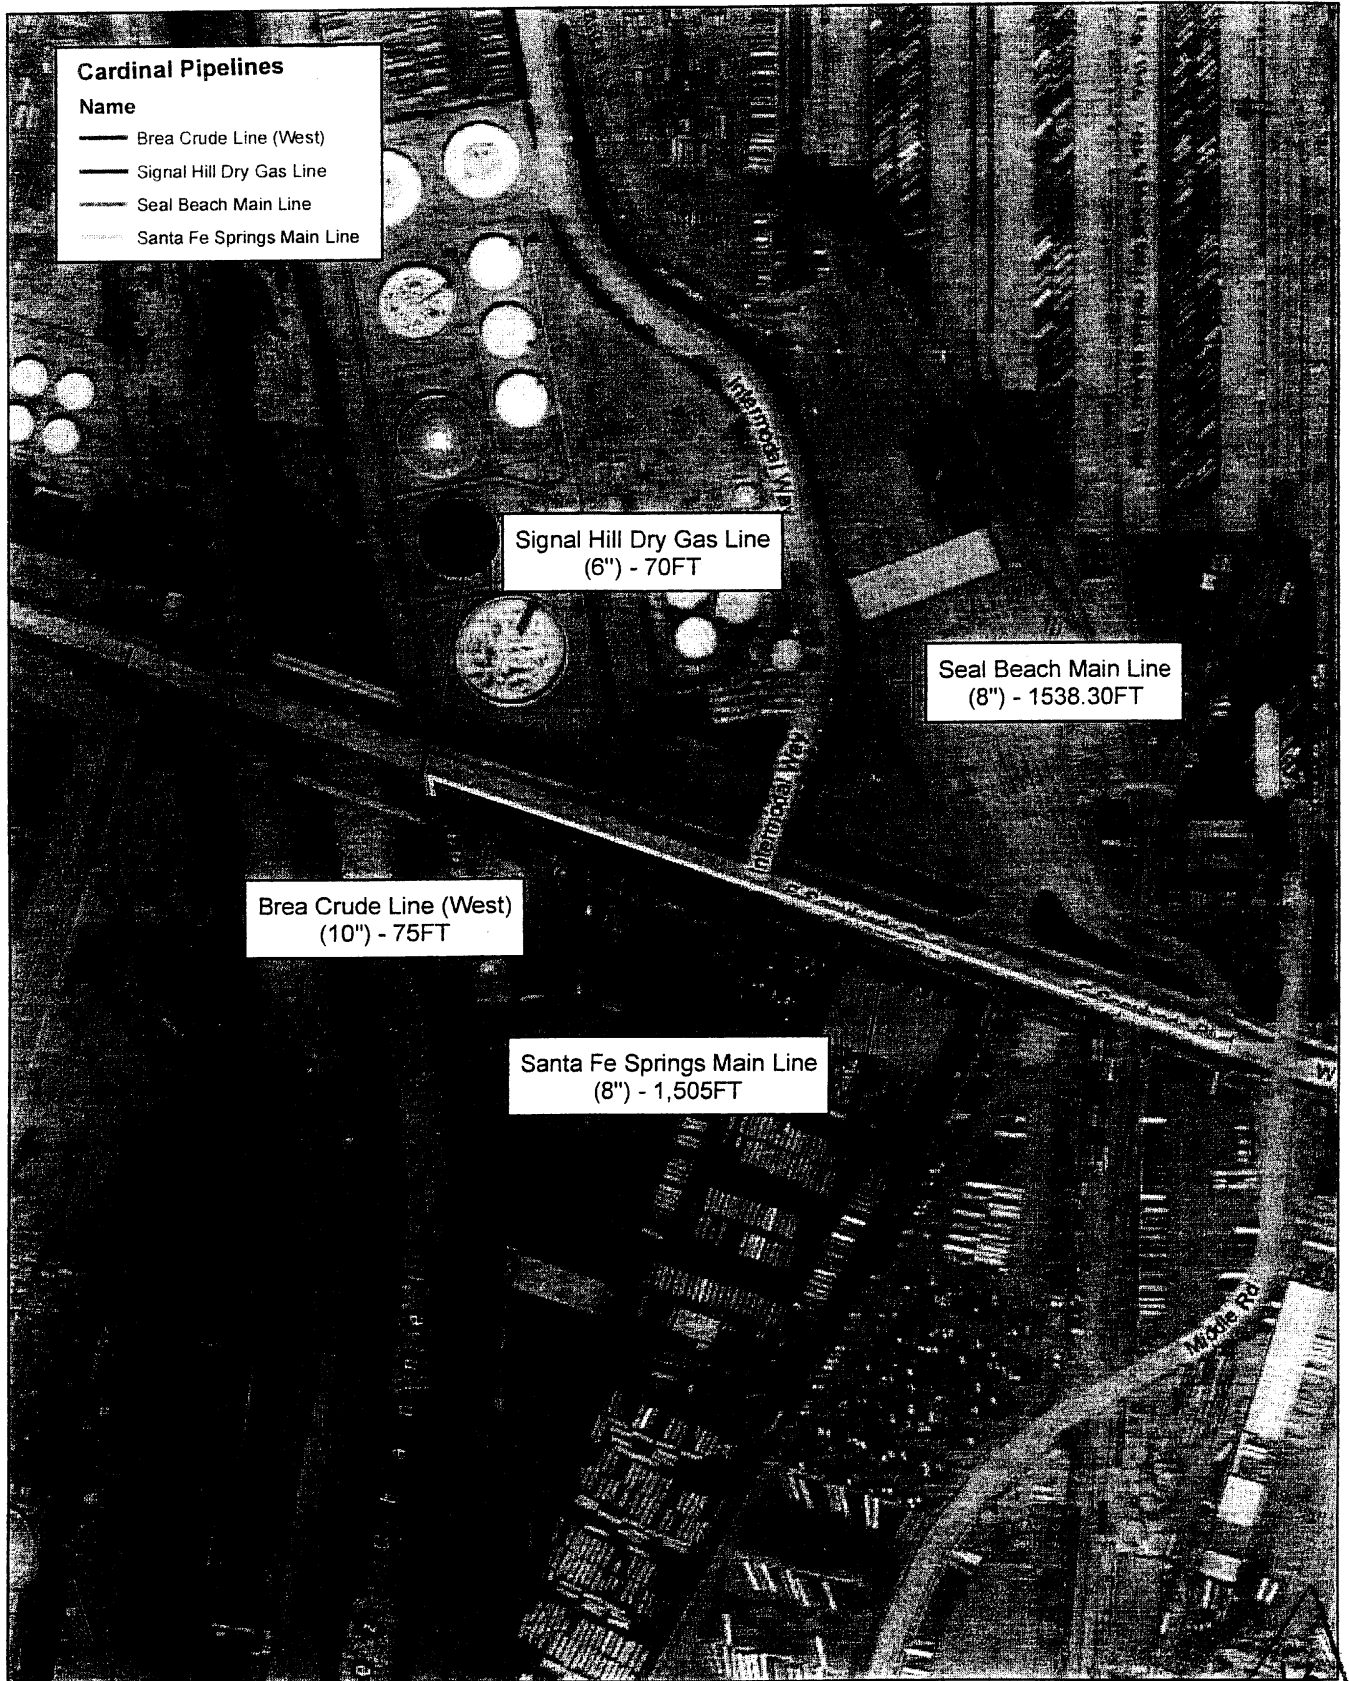 Cardinal Pipelines
Name
Brea Crude Line (West)
Signal Hill Dry Gas Line
Seal Beach Main Line
Santa Fe Springs Main Line
Intermodal Way
Signal Hill Dry Gas Line
(6") - 70FT
Seal Beach Main Line
(8") - 1538.30FT
Intermodal Way
Brea Crude Line (West)
(10") - 75FT
Santa Fe Springs Main Line
(8") - 1,505FT
W
Middle Rd